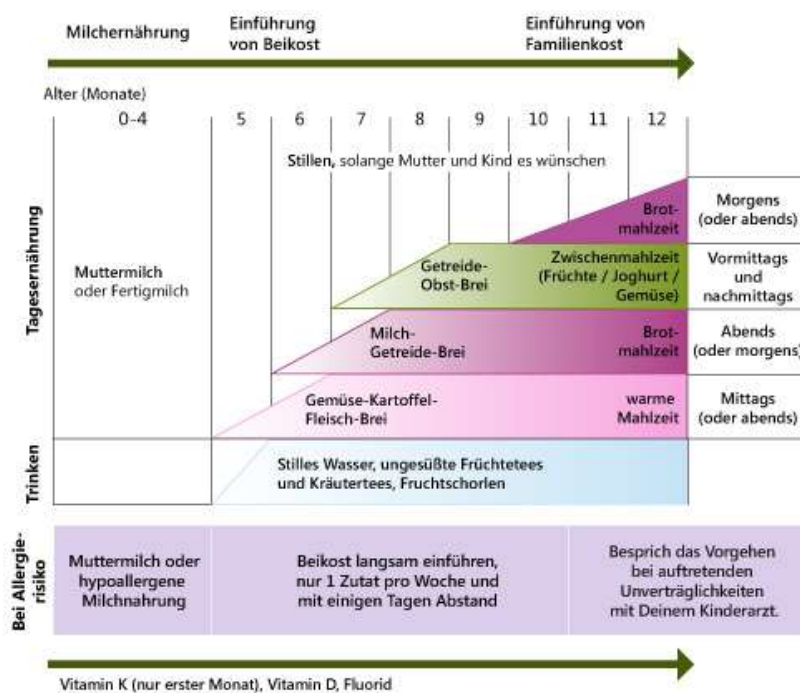 Milchernährung
Einführung
von Beikost
Einführung von
Familienkost
Alter (Monate)
0-4
5
6
7
8
9
10
11
12
Stillen, solange Mutter und Kind es wünschen
Tagesernährung
Muttermilch
oder Fertigmilch
Brot-
mahlzeit
Morgens
(oder abends)
Getreide-
Obst-Brei
Zwischenmahlzeit
(Früchte / Joghurt /
Gemüse)
Vormittags
und
nachmittags
Milch-
Getreide-Brei
Brot-
mahlzeit
Abends
(oder morgens)
Gemüse-Kartoffel-
Fleisch-Brei
warme
Mahlzeit
Mittags
(oder abends)
Trinken
Stilles Wasser, ungesüßte Früchtetees
und Kräutertees, Fruchtschorlen
Bei Allergie-
risiko
Muttermilch oder
hypoallergene
Milchnahrung
Beikost langsam einführen,
nur 1 Zutat pro Woche und
mit einigen Tagen Abstand
Besprich das Vorgehen
bei auftretenden
Unverträglichkeiten
mit Deinem Kinderarzt.
Vitamin K (nur erster Monat), Vitamin D, Fluorid